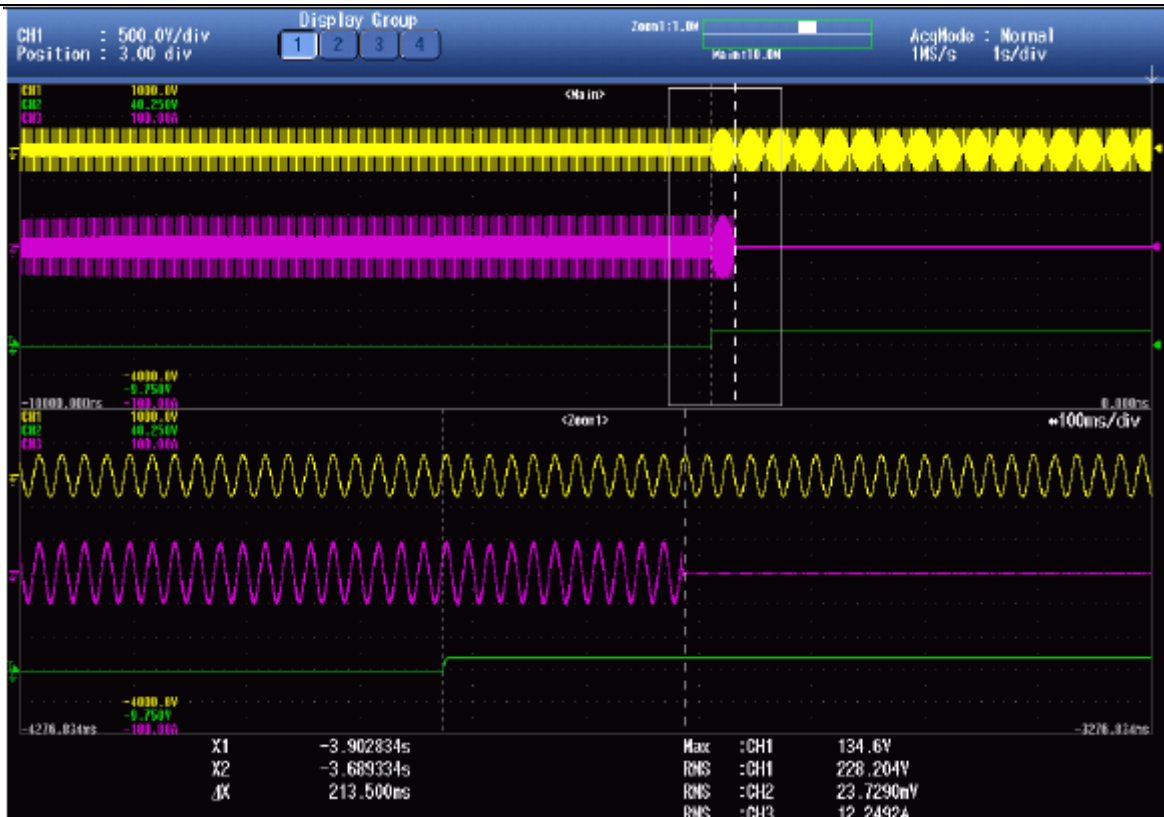 CH1 : 500.0V/div
Position : 3.00 div
Display Group
1 2 3 4
Zoom1:1.0M
Main:10.0M
AcqMode : Normal
1MS/s 1s/div
CH1 1000.0V
CH2 40.250V
CH3 100.00A
<Main>
-4000.0V
-9.750V
-10000.000ms -100.00A 0.000ms
CH1 1000.0V
CH2 40.250V
CH3 100.00A
<Zoom1>
100ms/div
-4000.0V
-9.750V
-4276.834ms -100.00A -3276.834ms
X1 -3.902834s
X2 -3.689334s
ΔX 213.500ms
Max :CH1 134.6V
RMS :CH1 228.204V
RMS :CH2 23.7290mV
RMS :CH3 12.2492A